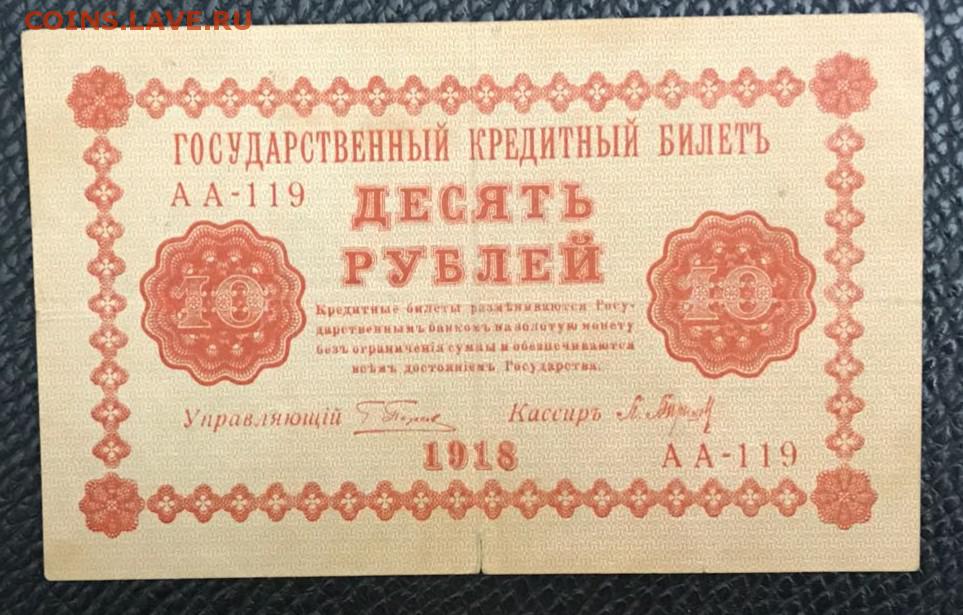 COINS.LAVE.RU
ГОСУДАРСТВЕННЫЙ КРЕДИТНЫЙ БИЛЕТЪ
АА-119
ДЕСЯТЬ
РУБЛЕЙ
10
10
Кредитные билеты размѣниваются Госу-
дарственнымъ банкомъ на золотую монету
безъ ограниченія суммы и обезпечиваются
всѣмъ достояніемъ Государства.
Управляющій Кассиръ
1918
АА-119